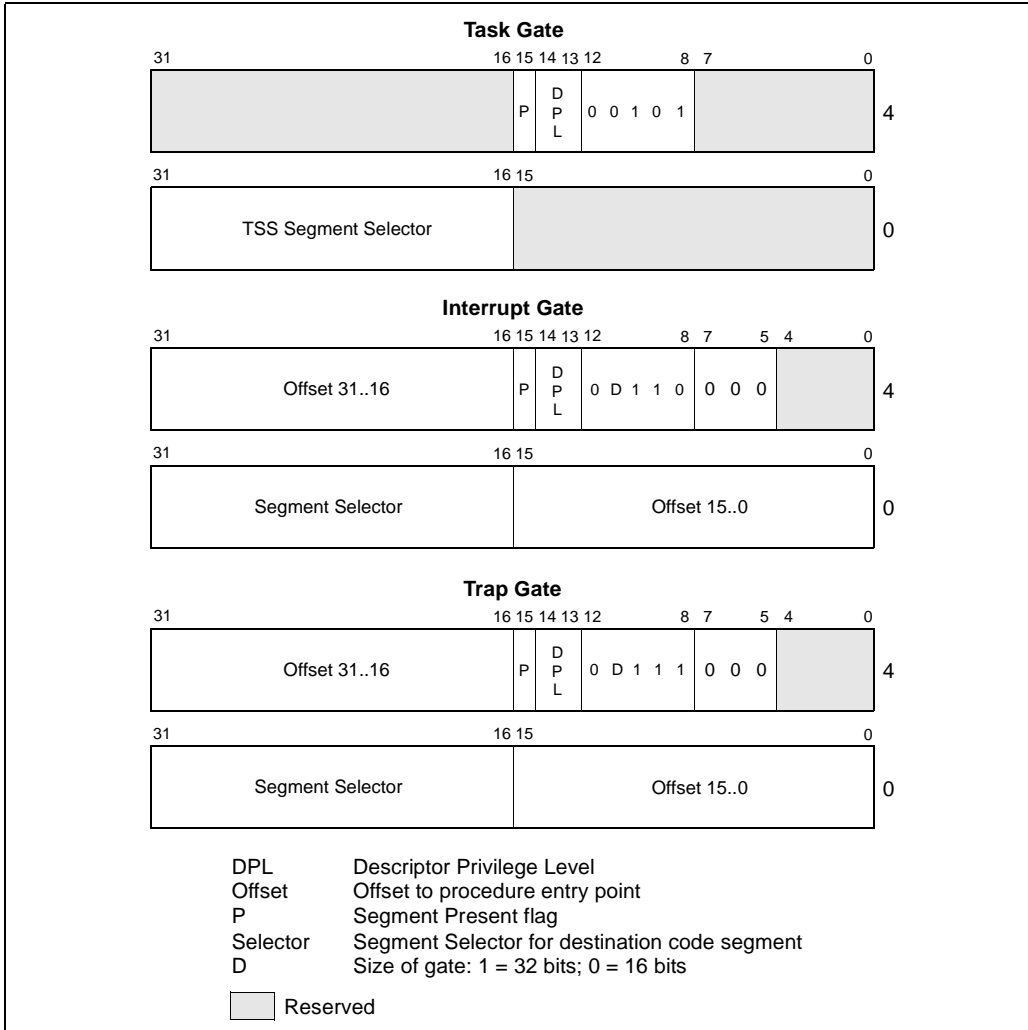 Task Gate
31 16 15 14 13 12 8 7 0
P D P L 0 0 1 0 1 4
31 16 15 0
TSS Segment Selector 0
Interrupt Gate
31 16 15 14 13 12 8 7 5 4 0
Offset 31..16 P D P L 0 D 1 1 0 0 0 0 4
31 16 15 0
Segment Selector Offset 15..0 0
Trap Gate
31 16 15 14 13 12 8 7 5 4 0
Offset 31..16 P D P L 0 D 1 1 1 0 0 0 4
31 16 15 0
Segment Selector Offset 15..0 0
DPL Descriptor Privilege Level
Offset Offset to procedure entry point
P Segment Present flag
Selector Segment Selector for destination code segment
D Size of gate: 1 = 32 bits; 0 = 16 bits
Reserved